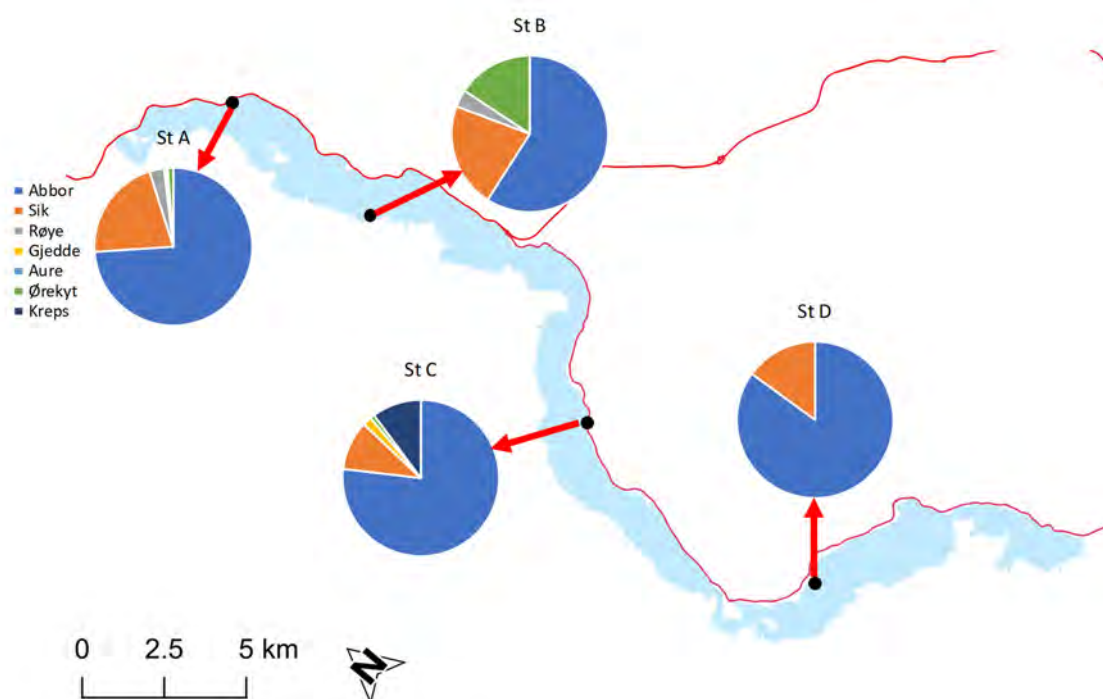 St B
St A
Abbor
Sik
Røye
Gjedde
Aure
Ørekyt
Kreps
St D
St C
0 2.5 5 km
N